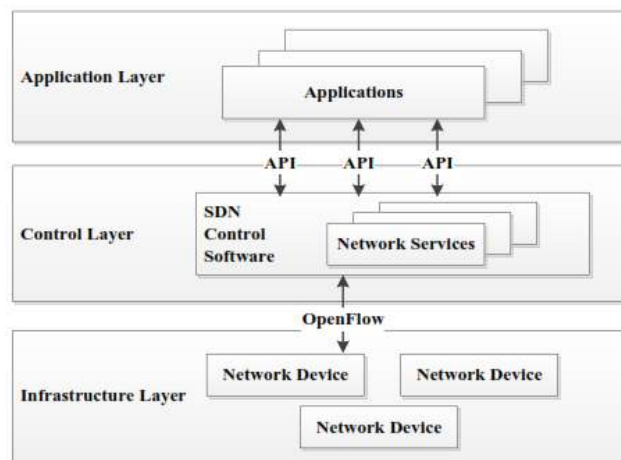 Application Layer
Applications
API API API
SDN
Control
Software
Control Layer
Network Services
OpenFlow
Network Device Network Device
Infrastructure Layer
Network Device